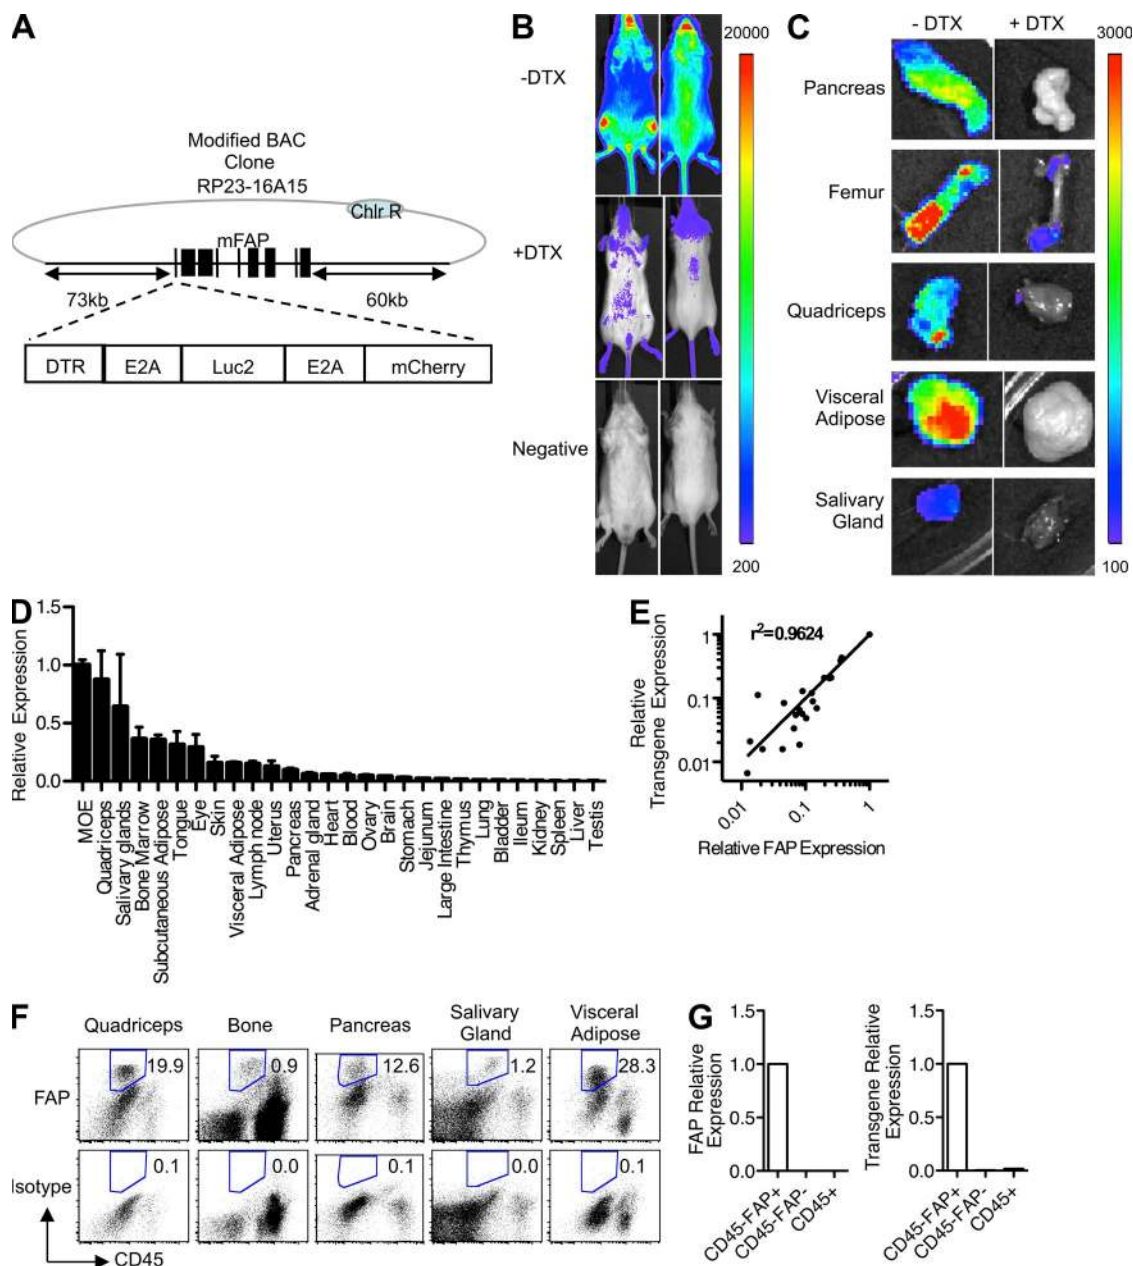 A
Modified BAC
Clone
RP23-16A15
Chlr R
mFAP
73kb
60kb
DTR
E2A
Luc2
E2A
mCherry
B
-DTX
+DTX
Negative
20000
200
C
- DTX
+ DTX
Pancreas
Femur
Quadriceps
Visceral
Adipose
Salivary
Gland
3000
100
D
Relative Expression
1.5
1.0
0.5
0.0
MOE
Quadriceps
Salivary glands
Bone Marrow
Subcutaneous Adipose
Tongue
Eye
Skin
Visceral Adipose
Lymph node
Uterus
Pancreas
Adrenal gland
Heart
Blood
Ovary
Brain
Stomach
Jejunum
Large Intestine
Thymus
Lung
Bladder
Ileum
Kidney
Spleen
Liver
Testis
E
r²=0.9624
Relative
Transgene Expression
1
0.1
0.01
0.01
0.1
1
Relative FAP Expression
F
Quadriceps
Bone
Pancreas
Salivary
Gland
Visceral
Adipose
FAP
19.9
0.9
12.6
1.2
28.3
Isotype
0.1
0.0
0.1
0.0
0.1
CD45
G
FAP Relative
Expression
1.5
1.0
0.5
0.0
CD45-FAP+
CD45-FAP-
CD45+
Transgene Relative
Expression
1.5
1.0
0.5
0.0
CD45-FAP+
CD45-FAP-
CD45+